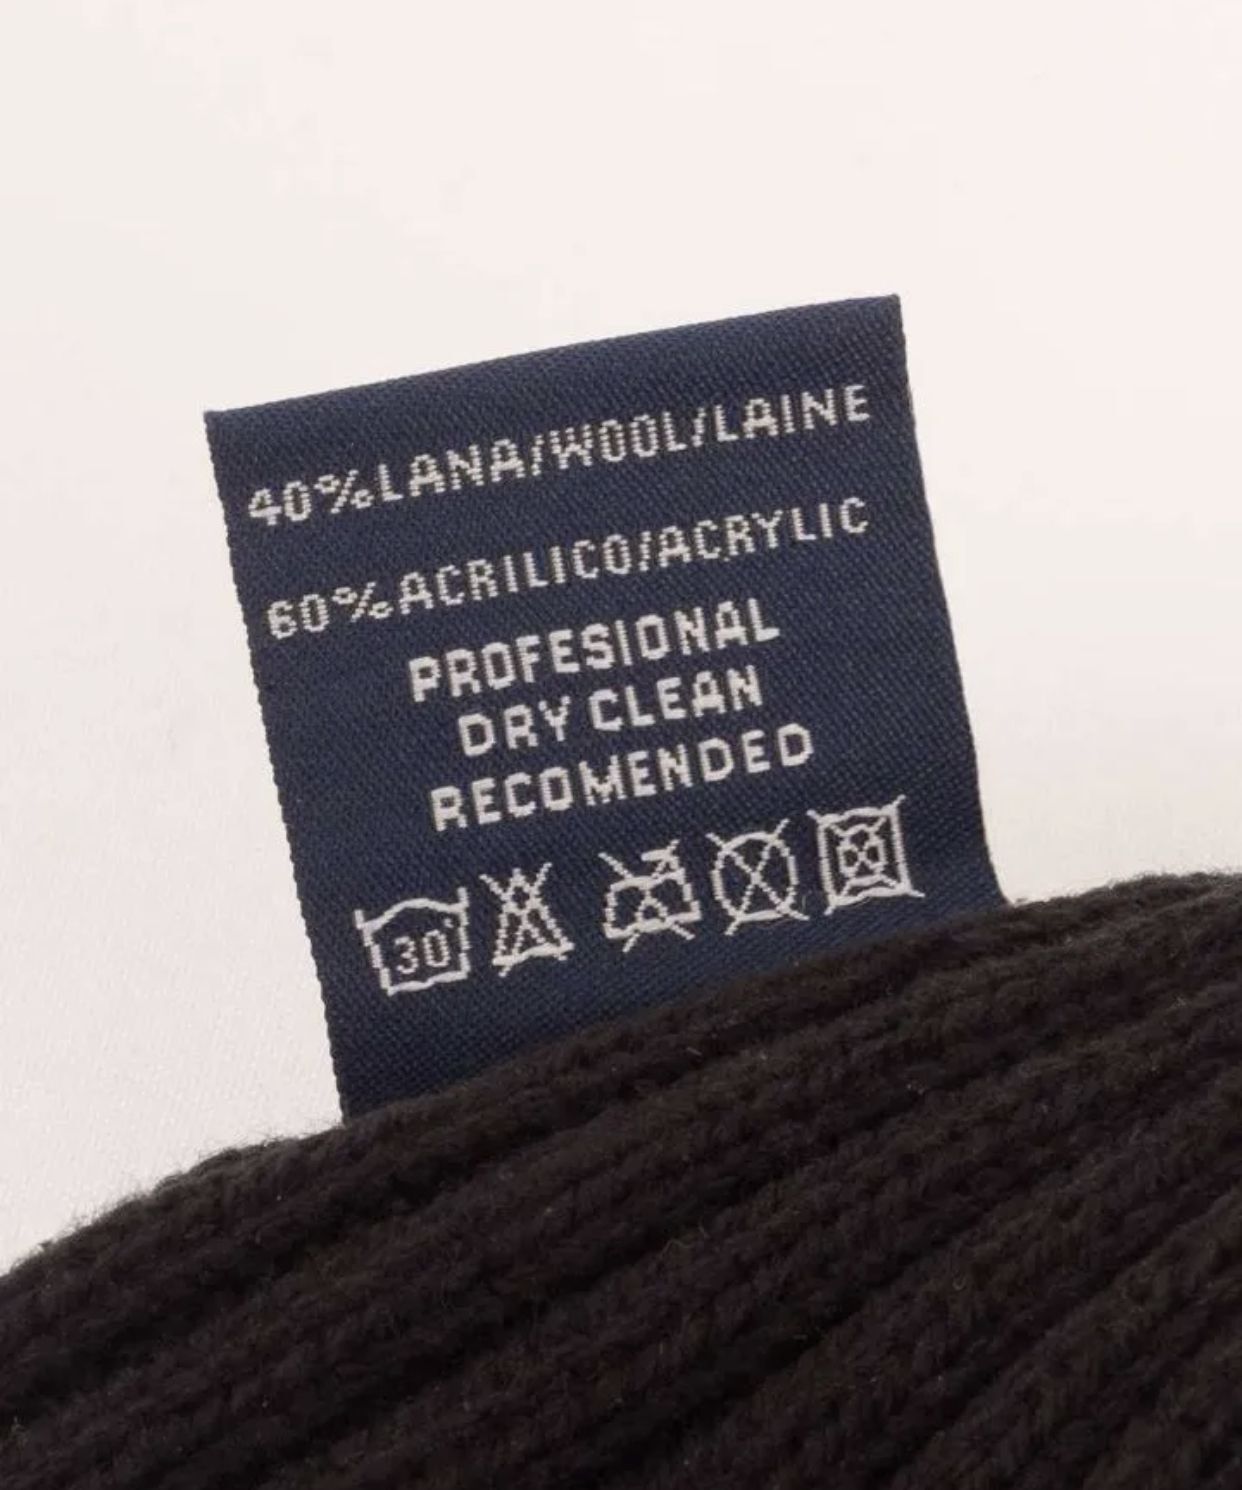 40%LANA/WOOL/LAINE
60%ACRILICO/ACRYLIC
PROFESIONAL
DRY CLEAN
RECOMENDED
30°